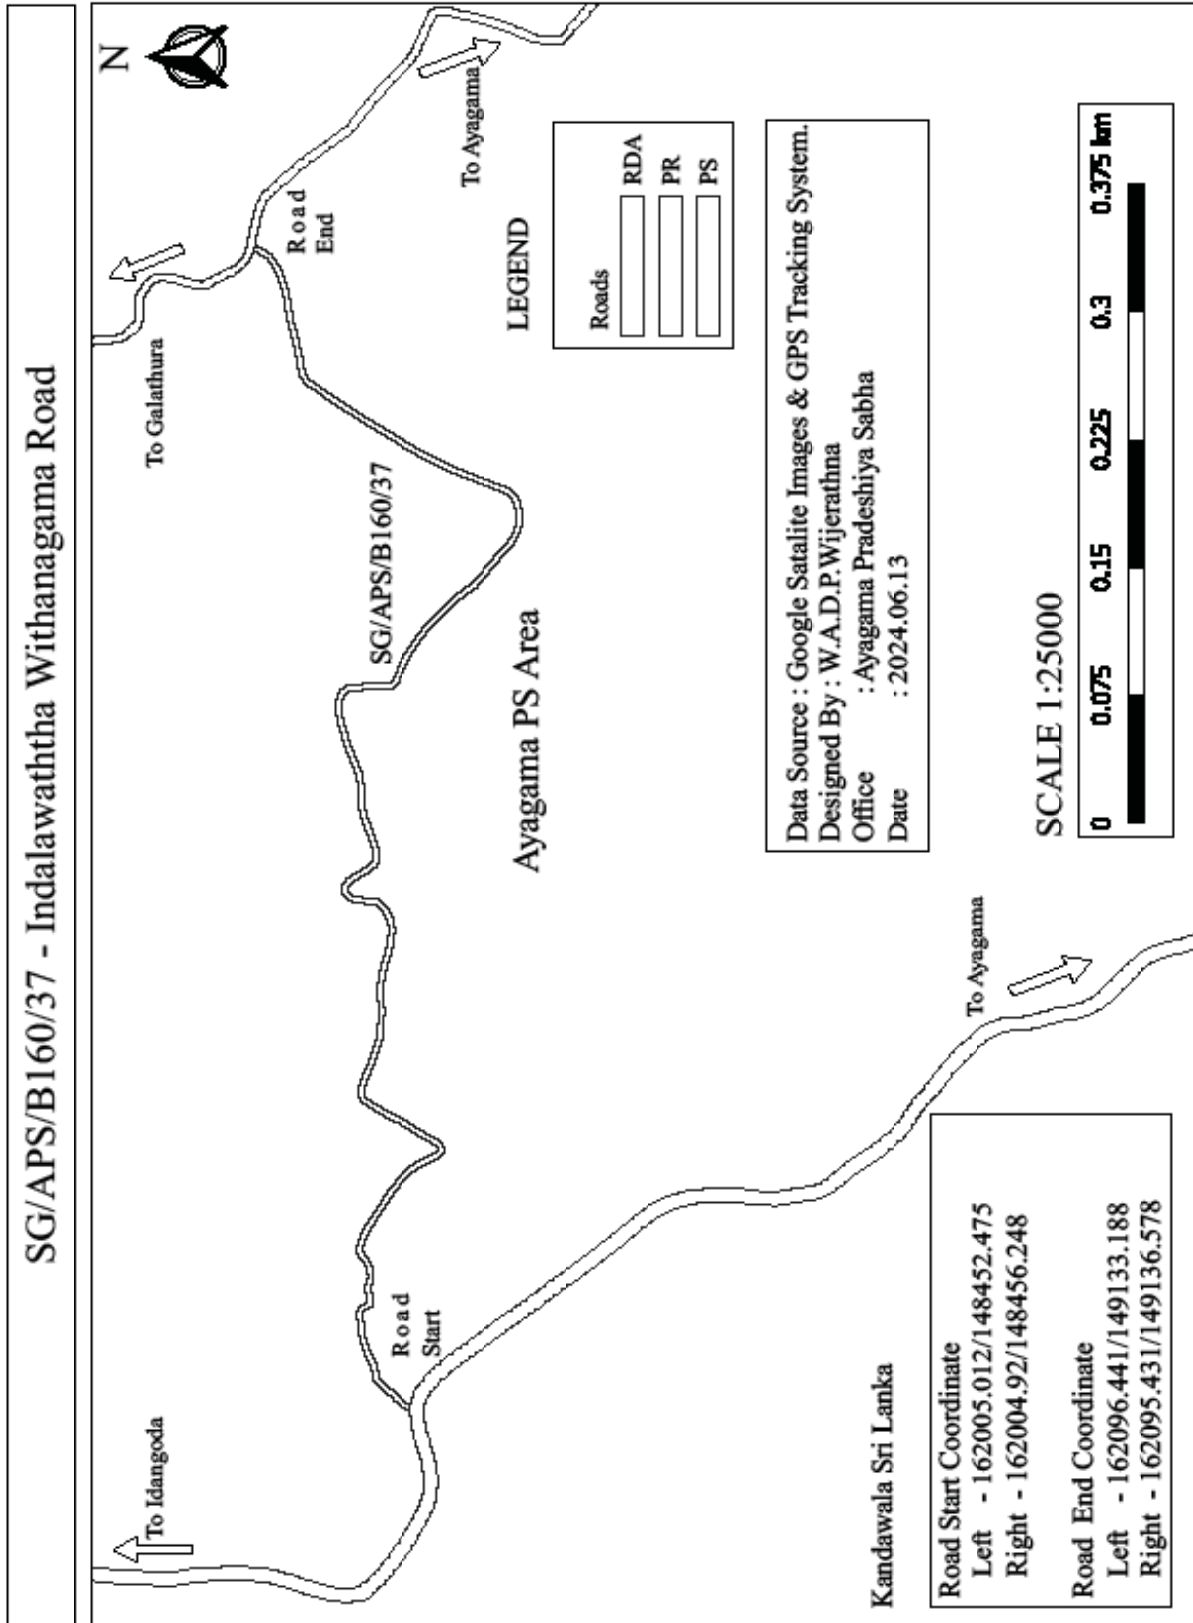 SG/APS/B160/37 - Indalawaththa Withanagama Road
N
To Idangoda
To Galathura
To Ayagama
Road
Start
Road
End
SG/APS/B160/37
Ayagama PS Area
To Ayagama
LEGEND
Roads
RDA
PR
PS
Data Source : Google Satalite Images & GPS Tracking System.
Designed By : W.A.D.P.Wijerathna
Office : Ayagama Pradeshiya Sabha
Date : 2024.06.13
Kandawala Sri Lanka
Road Start Coordinate
Left - 162005.012/148452.475
Right - 162004.92/148456.248
Road End Coordinate
Left - 162096.441/149133.188
Right - 162095.431/149136.578
SCALE 1:25000
0 0.075 0.15 0.225 0.3 0.375 km